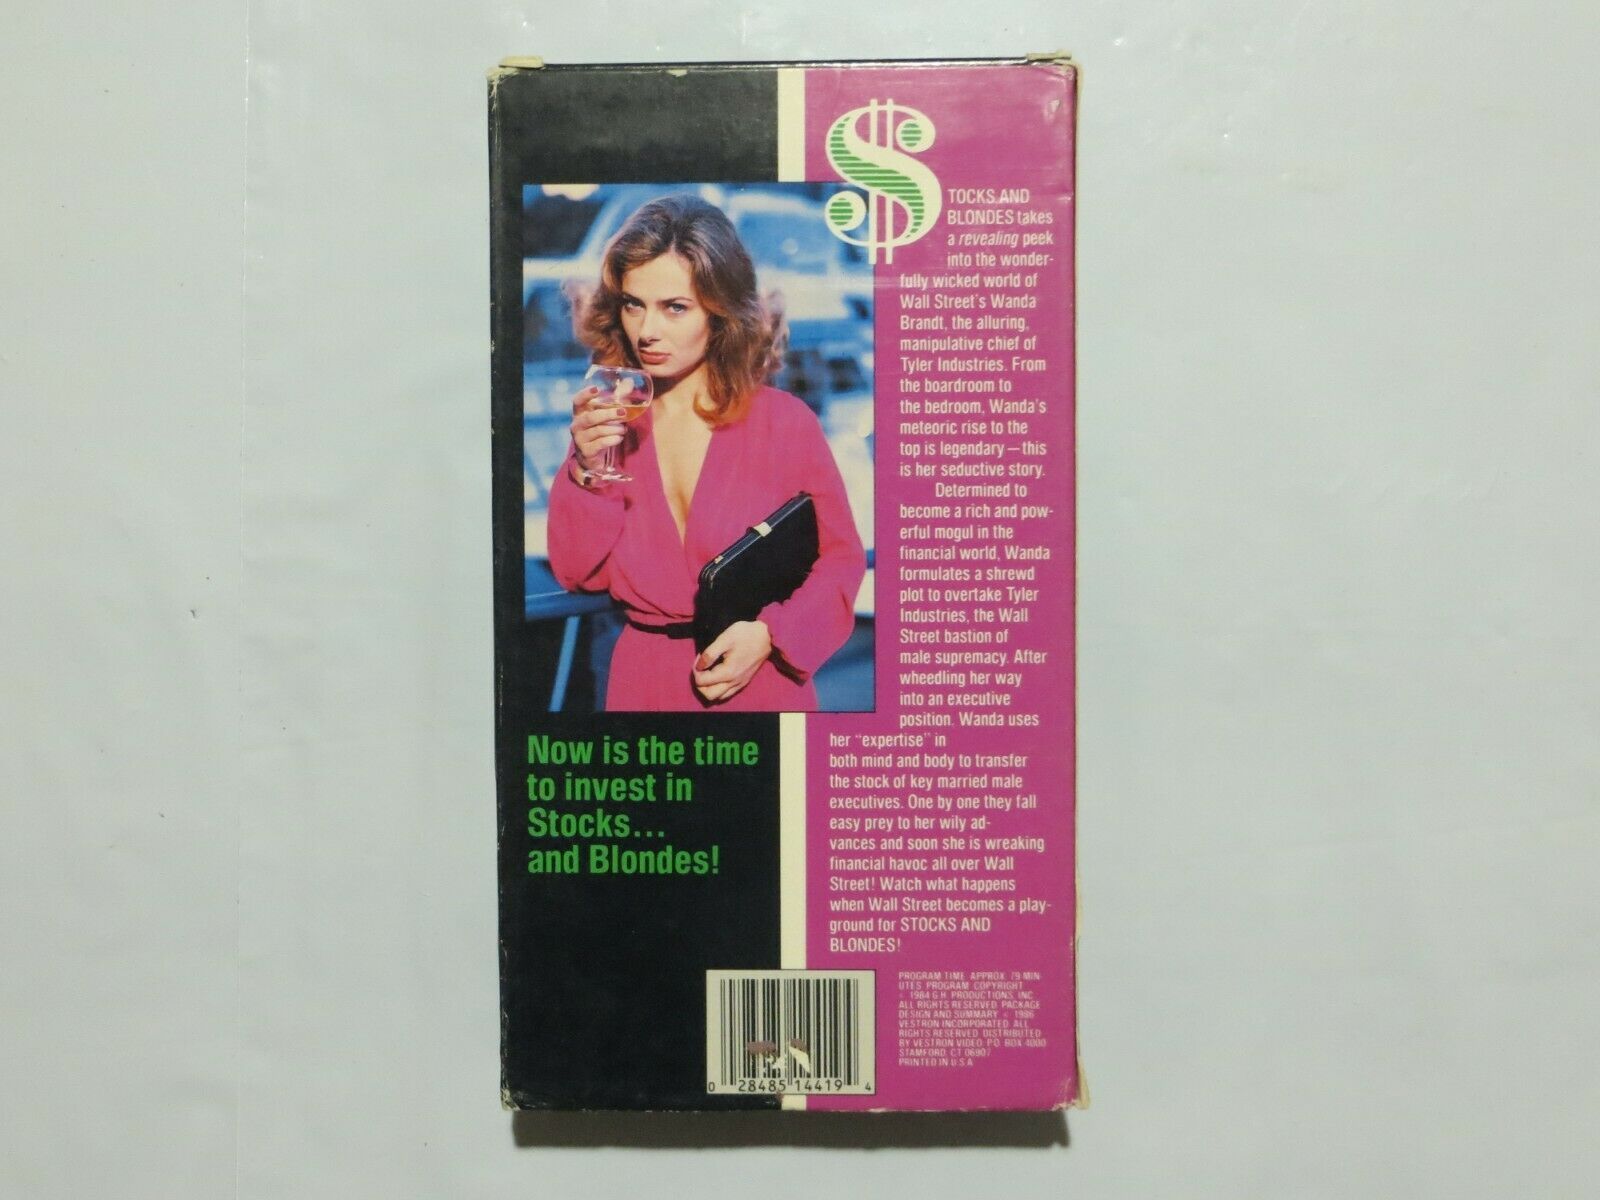 $TOCKS AND
BLONDES takes
a revealing peek
into the wonder-
fully wicked world of
Wall Street's Wanda
Brandt, the alluring,
manipulative chief of
Tyler Industries. From
the boardroom to
the bedroom, Wanda's
meteoric rise to the
top is legendary—this
is her seductive story.
Determined to
become a rich and pow-
erful mogul in the
financial world, Wanda
formulates a shrewd
plot to overtake Tyler
Industries, the Wall
Street bastion of
male supremacy. After
wheedling her way
into an executive
position. Wanda uses
her "expertise" in
both mind and body to transfer
the stock of key married male
executives. One by one they fall
easy prey to her wily ad-
vances and soon she is wreaking
financial havoc all over Wall
Street! Watch what happens
when Wall Street becomes a play-
ground for STOCKS AND
BLONDES!
Now is the time
to invest in
Stocks...
and Blondes!
0 28485 14419 4
PROGRAM TIME APPROX. 79 MIN-
UTES. PROGRAM COPYRIGHT
© 1984 G.H. PRODUCTIONS, INC.
ALL RIGHTS RESERVED. PACKAGE
DESIGN AND SUMMARY © 1986
VESTRON INCORPORATED. ALL
RIGHTS RESERVED. DISTRIBUTED
BY VESTRON VIDEO. P.O. BOX 4000
STAMFORD, CT 06907
PRINTED IN U.S.A.